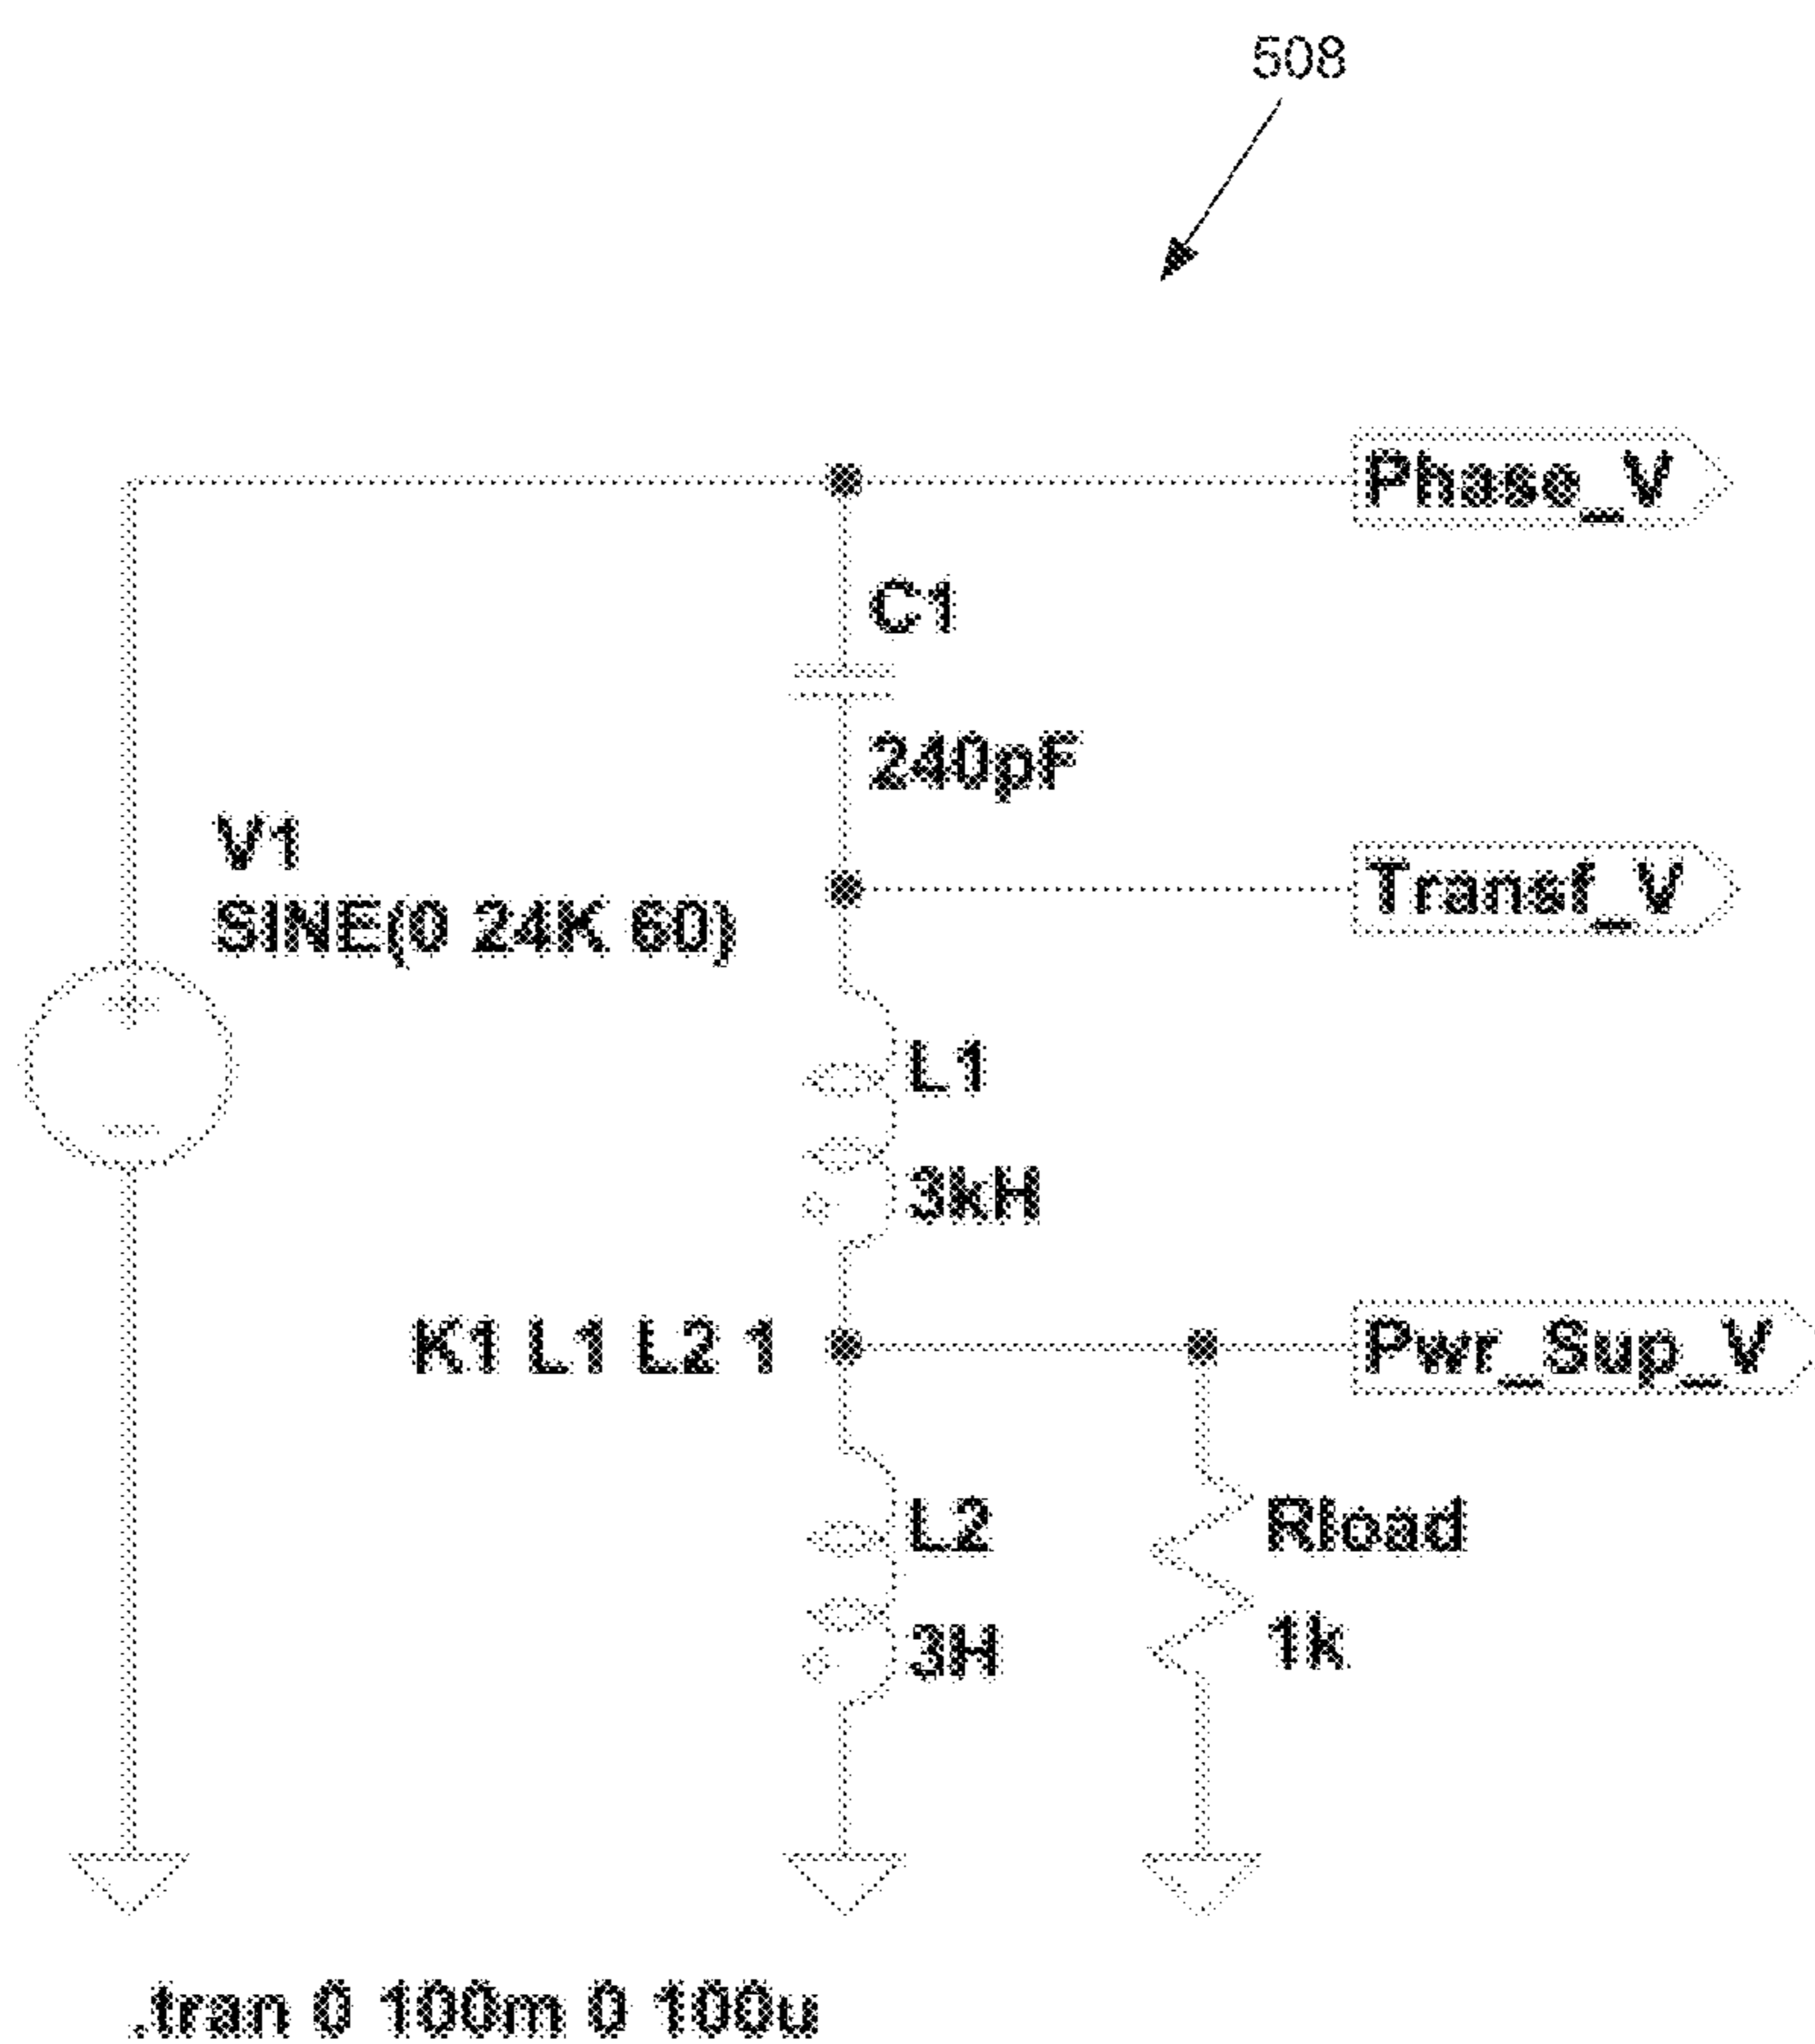 508
Phase_V
C1
240pF
V1
SINE(0 24K 60)
Transf_V
L1
3kH
K1 L1 L2 1
Pwr_Sup_V
L2
Rload
3H
1k
.tran 0 100m 0 100u